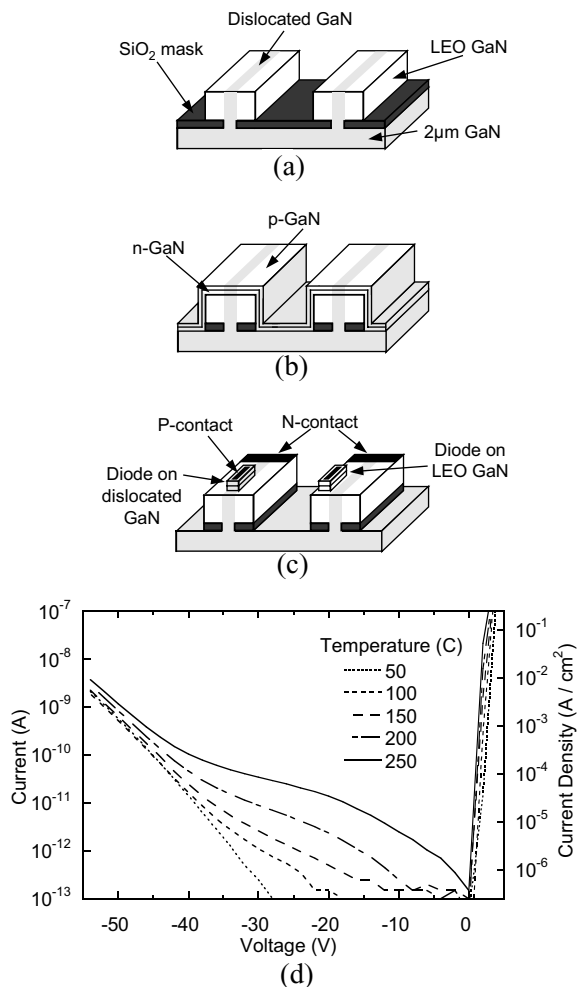 Dislocated GaN
SiO2 mask
LEO GaN
2µm GaN
(a)
p-GaN
n-GaN
(b)
P-contact
N-contact
Diode on
dislocated
GaN
Diode on
LEO GaN
(c)
10^-7
10^-8
10^-9
10^-10
10^-11
10^-12
10^-13
Current (A)
Temperature (C)
50
100
150
200
250
10^-1
10^-2
10^-3
10^-4
10^-5
10^-6
Current Density (A / cm^2)
-50 -40 -30 -20 -10 0
Voltage (V)
(d)